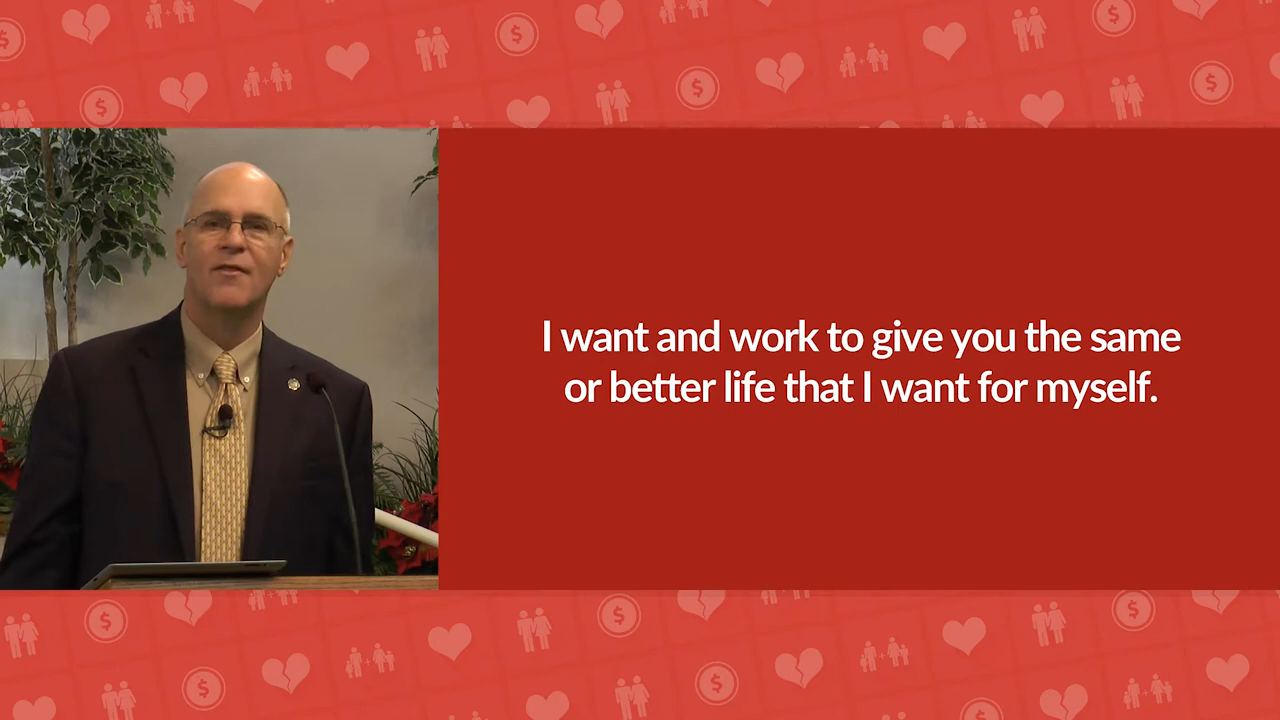 I want and work to give you the same
or better life that I want for myself.